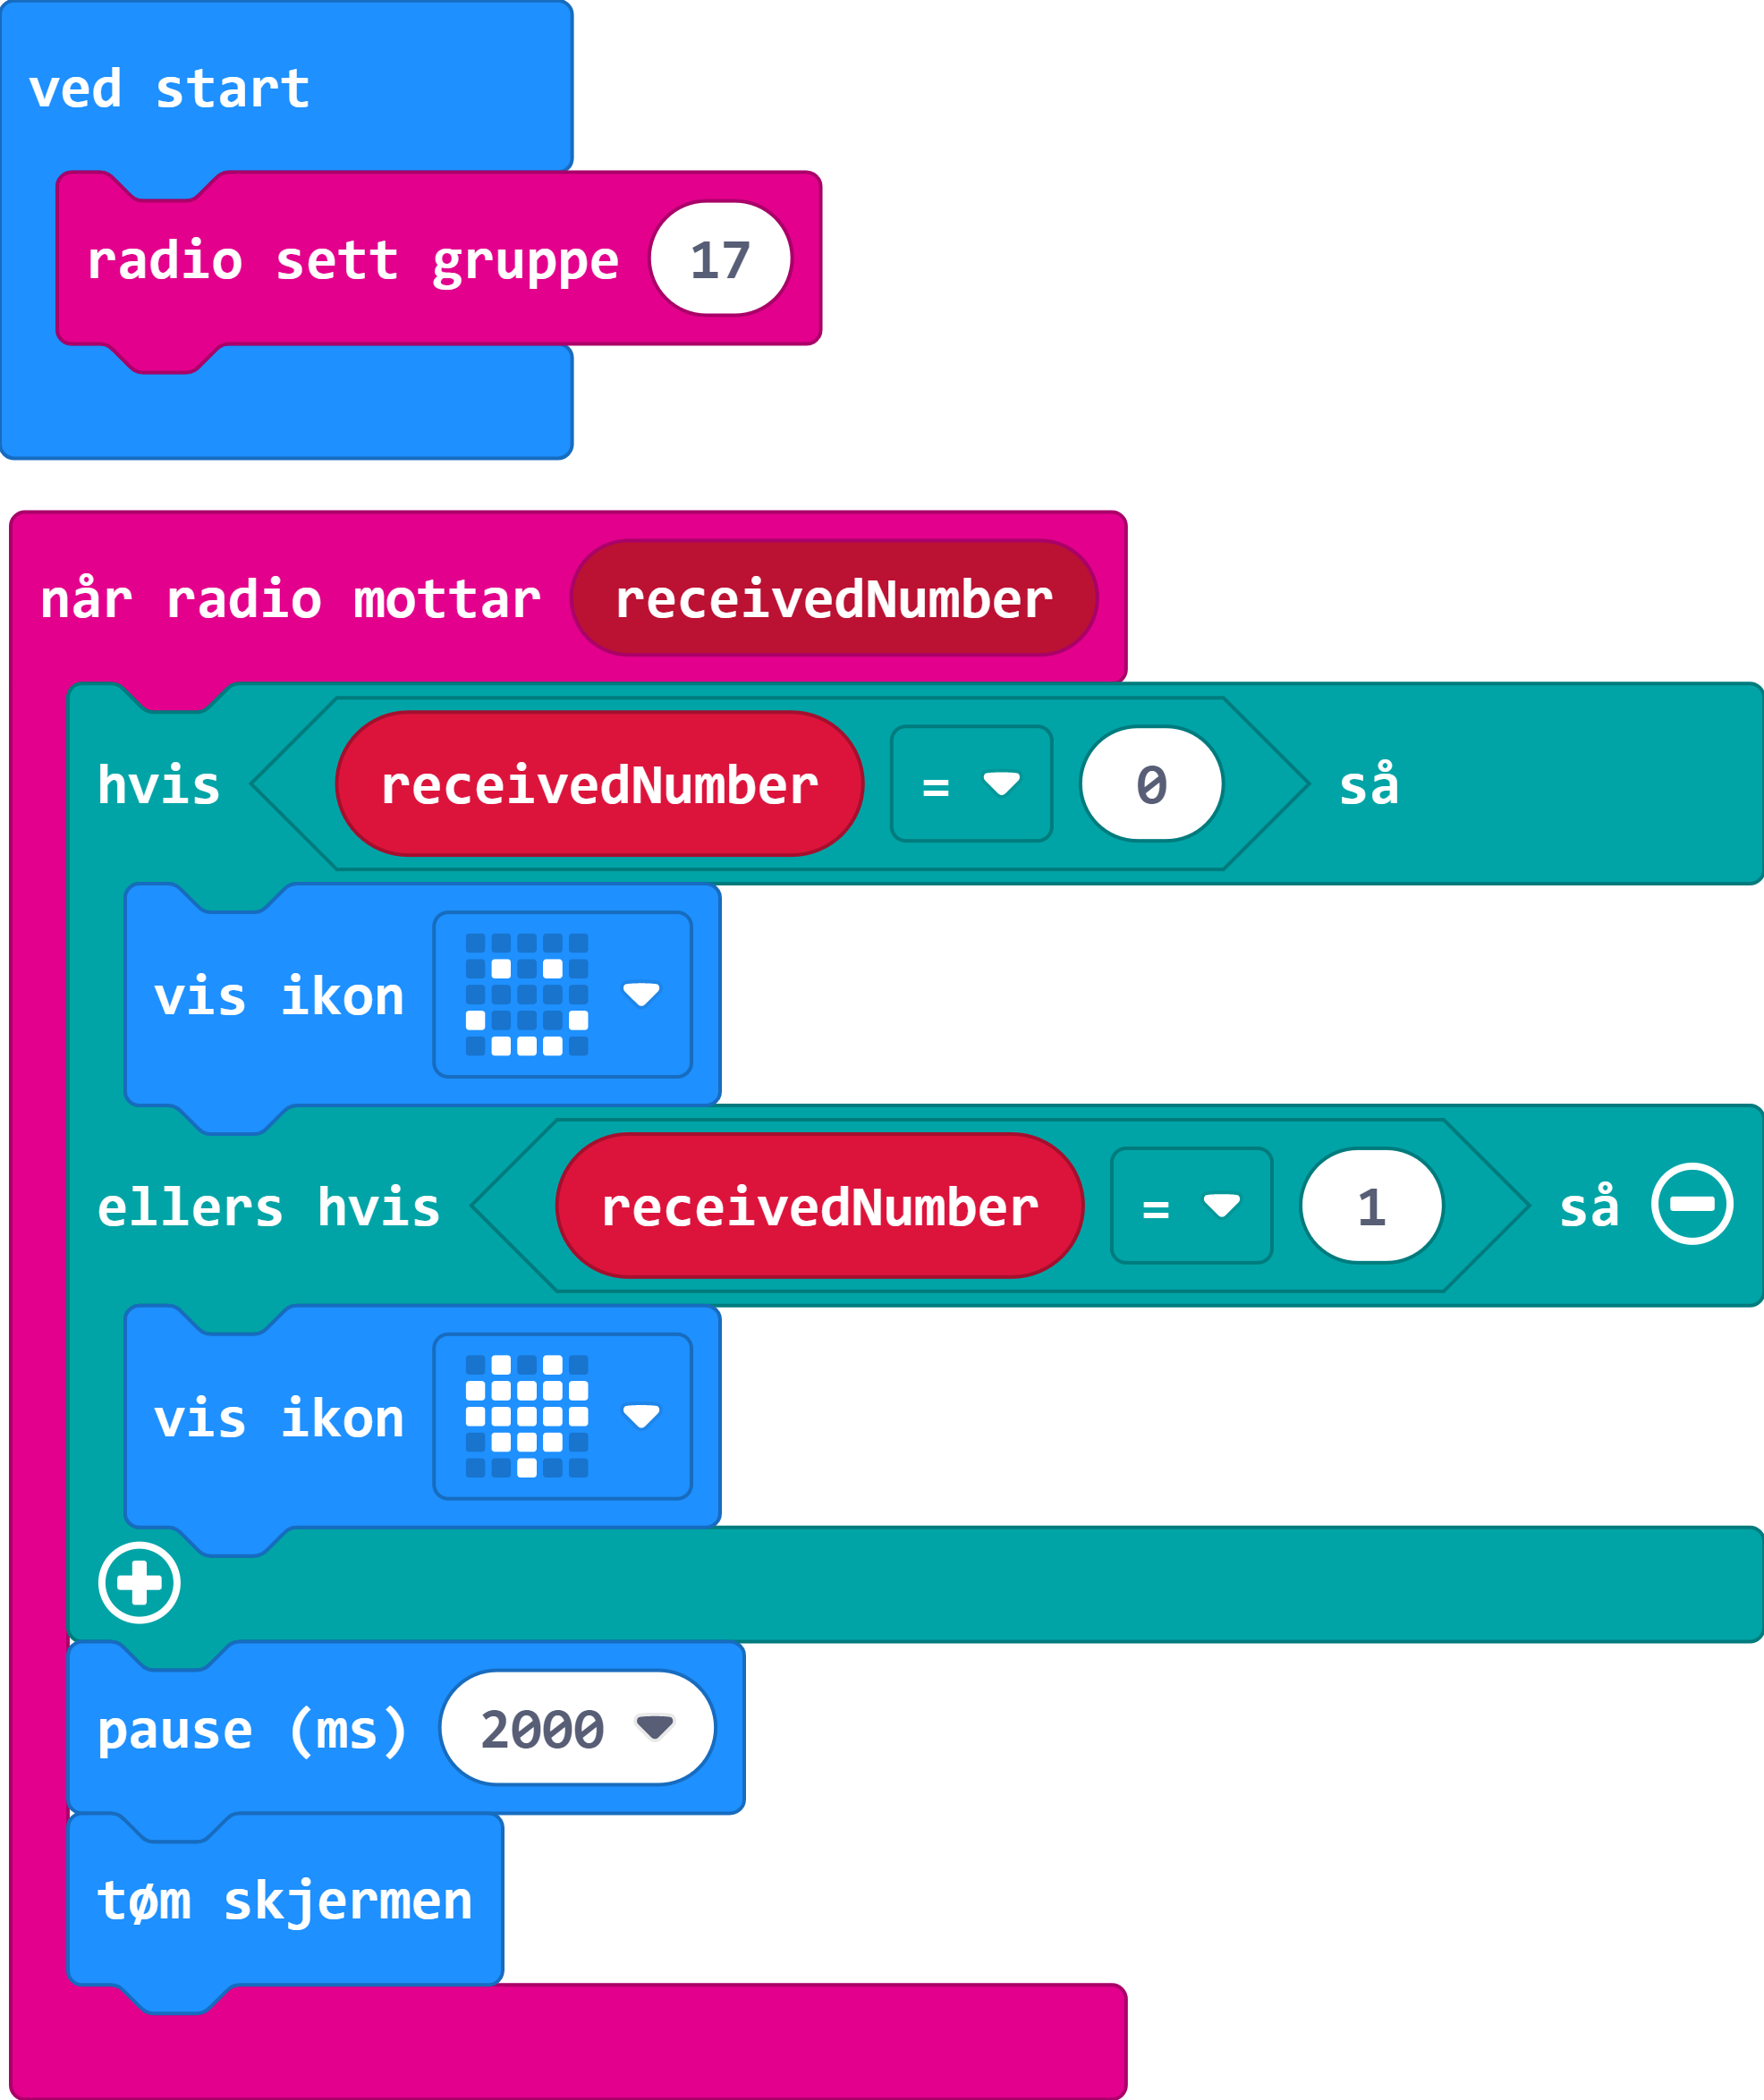 ved start
radio sett gruppe 17
når radio mottar receivedNumber
hvis receivedNumber = 0 så
vis ikon
ellers hvis receivedNumber = 1 så
vis ikon
pause (ms) 2000
tøm skjermen